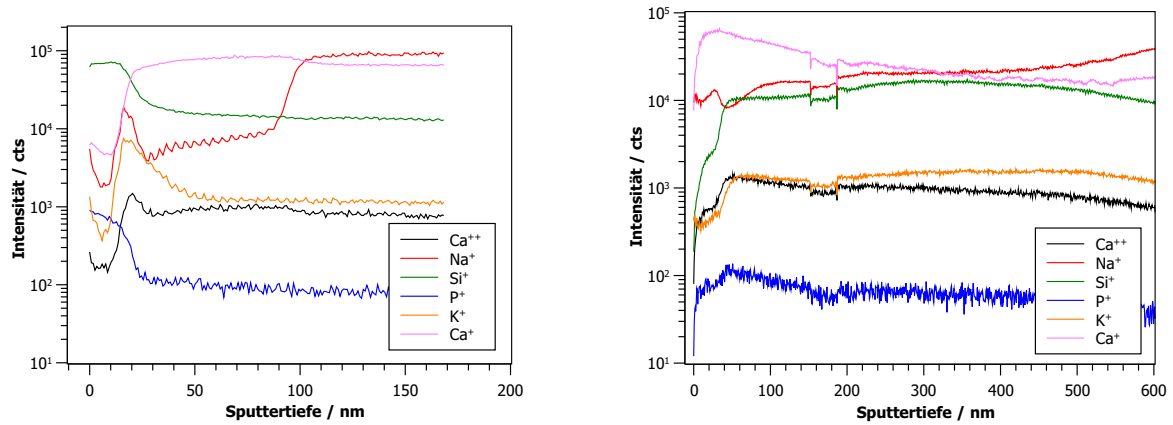 Intensität / cts
10⁵
10⁴
10³
10²
10¹
0
50
100
150
200
Sputtertiefe / nm
Ca⁺⁺
Na⁺
Si⁺
P⁺
K⁺
Ca⁺
Intensität / cts
10⁵
10⁴
10³
10²
10¹
0
100
200
300
400
500
600
Sputtertiefe / nm
Ca⁺⁺
Na⁺
Si⁺
P⁺
K⁺
Ca⁺